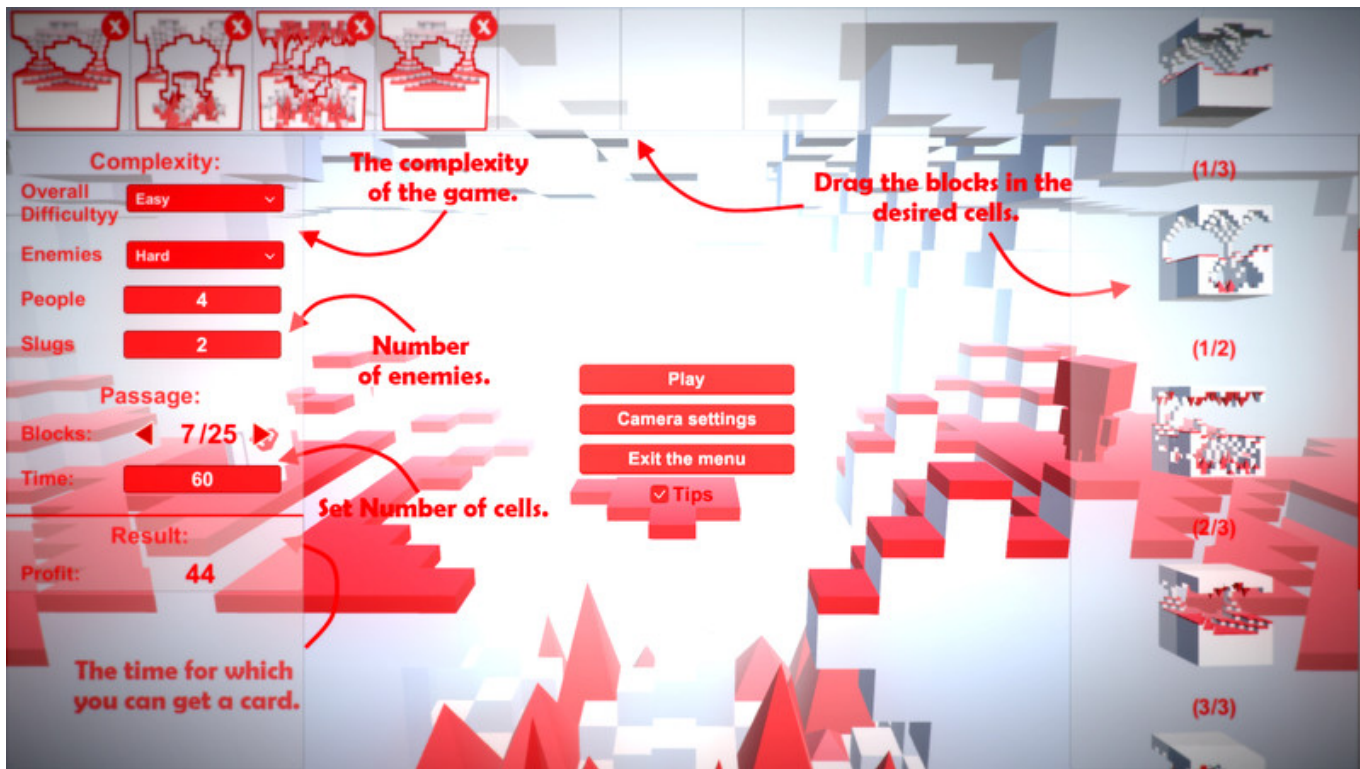 X X X X
Complexity:
Overall
Difficultyy
Easy
Enemies
Hard
People
4
Slugs
2
Passage:
Blocks:
7/25
Time:
60
Result:
Profit:
44
The complexity
of the game.
Number
of enemies.
Set Number of cells.
The time for which
you can get a card.
Play
Camera settings
Exit the menu
Tips
Drag the blocks in the
desired cells.
(1/3)
(1/2)
(2/3)
(3/3)